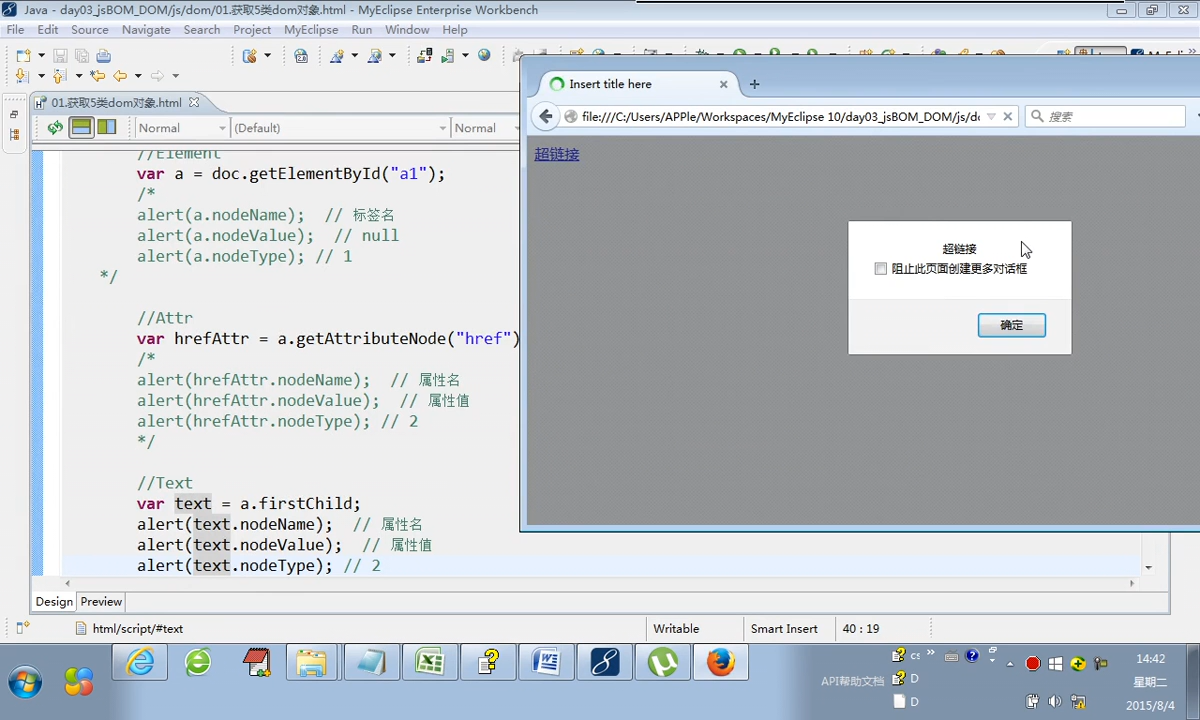 Java - day03_jsBOM_DOM/js/dom/01.获取5类dom对象.html - MyEclipse Enterprise Workbench
File Edit Source Navigate Search Project MyEclipse Run Window Help
01.获取5类dom对象.html
Normal (Default) Normal
//Element
var a = doc.getElementById("a1");
/*
alert(a.nodeName);  // 标签名
alert(a.nodeValue);  // null
alert(a.nodeType); // 1
*/
//Attr
var hrefAttr = a.getAttributeNode("href")
/*
alert(hrefAttr.nodeName);  // 属性名
alert(hrefAttr.nodeValue);  // 属性值
alert(hrefAttr.nodeType); // 2
*/
//Text
var text = a.firstChild;
alert(text.nodeName);  // 属性名
alert(text.nodeValue);  // 属性值
alert(text.nodeType); // 2
Design Preview
html/script/#text Writable Smart Insert 40 : 19
Insert title here
file:///C:/Users/APPle/Workspaces/MyEclipse 10/day03_jsBOM_DOM/js/do
搜索
超链接
超链接
阻止此页面创建更多对话框
确定
API帮助文档
cs
D
D
14:42
星期二
2015/8/4